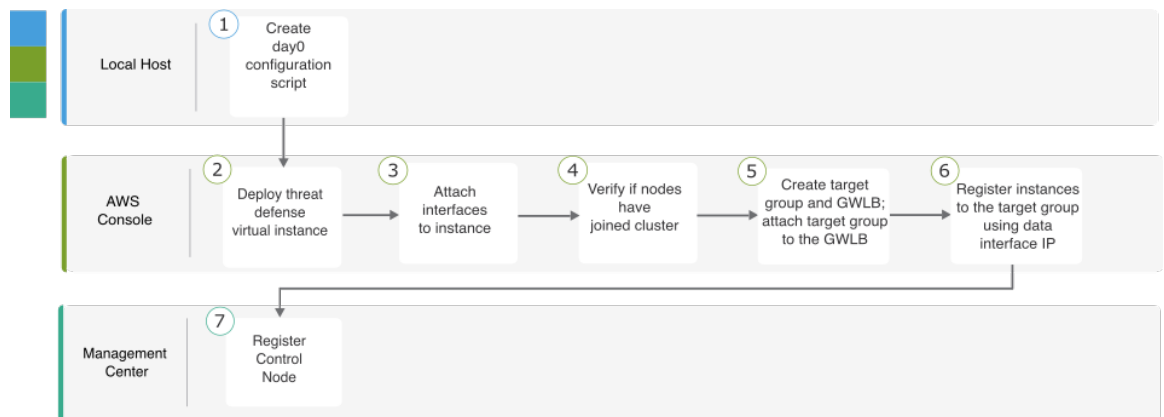 1
Create
day0
configuration
script
Local Host
2
Deploy threat
defense
virtual instance
3
Attach
interfaces
to instance
4
Verify if nodes
have
joined cluster
5
Create target
group and GWLB;
attach target group
to the GWLB
6
Register instances
to the target group
using data
interface IP
AWS
Console
7
Register
Control
Node
Management
Center